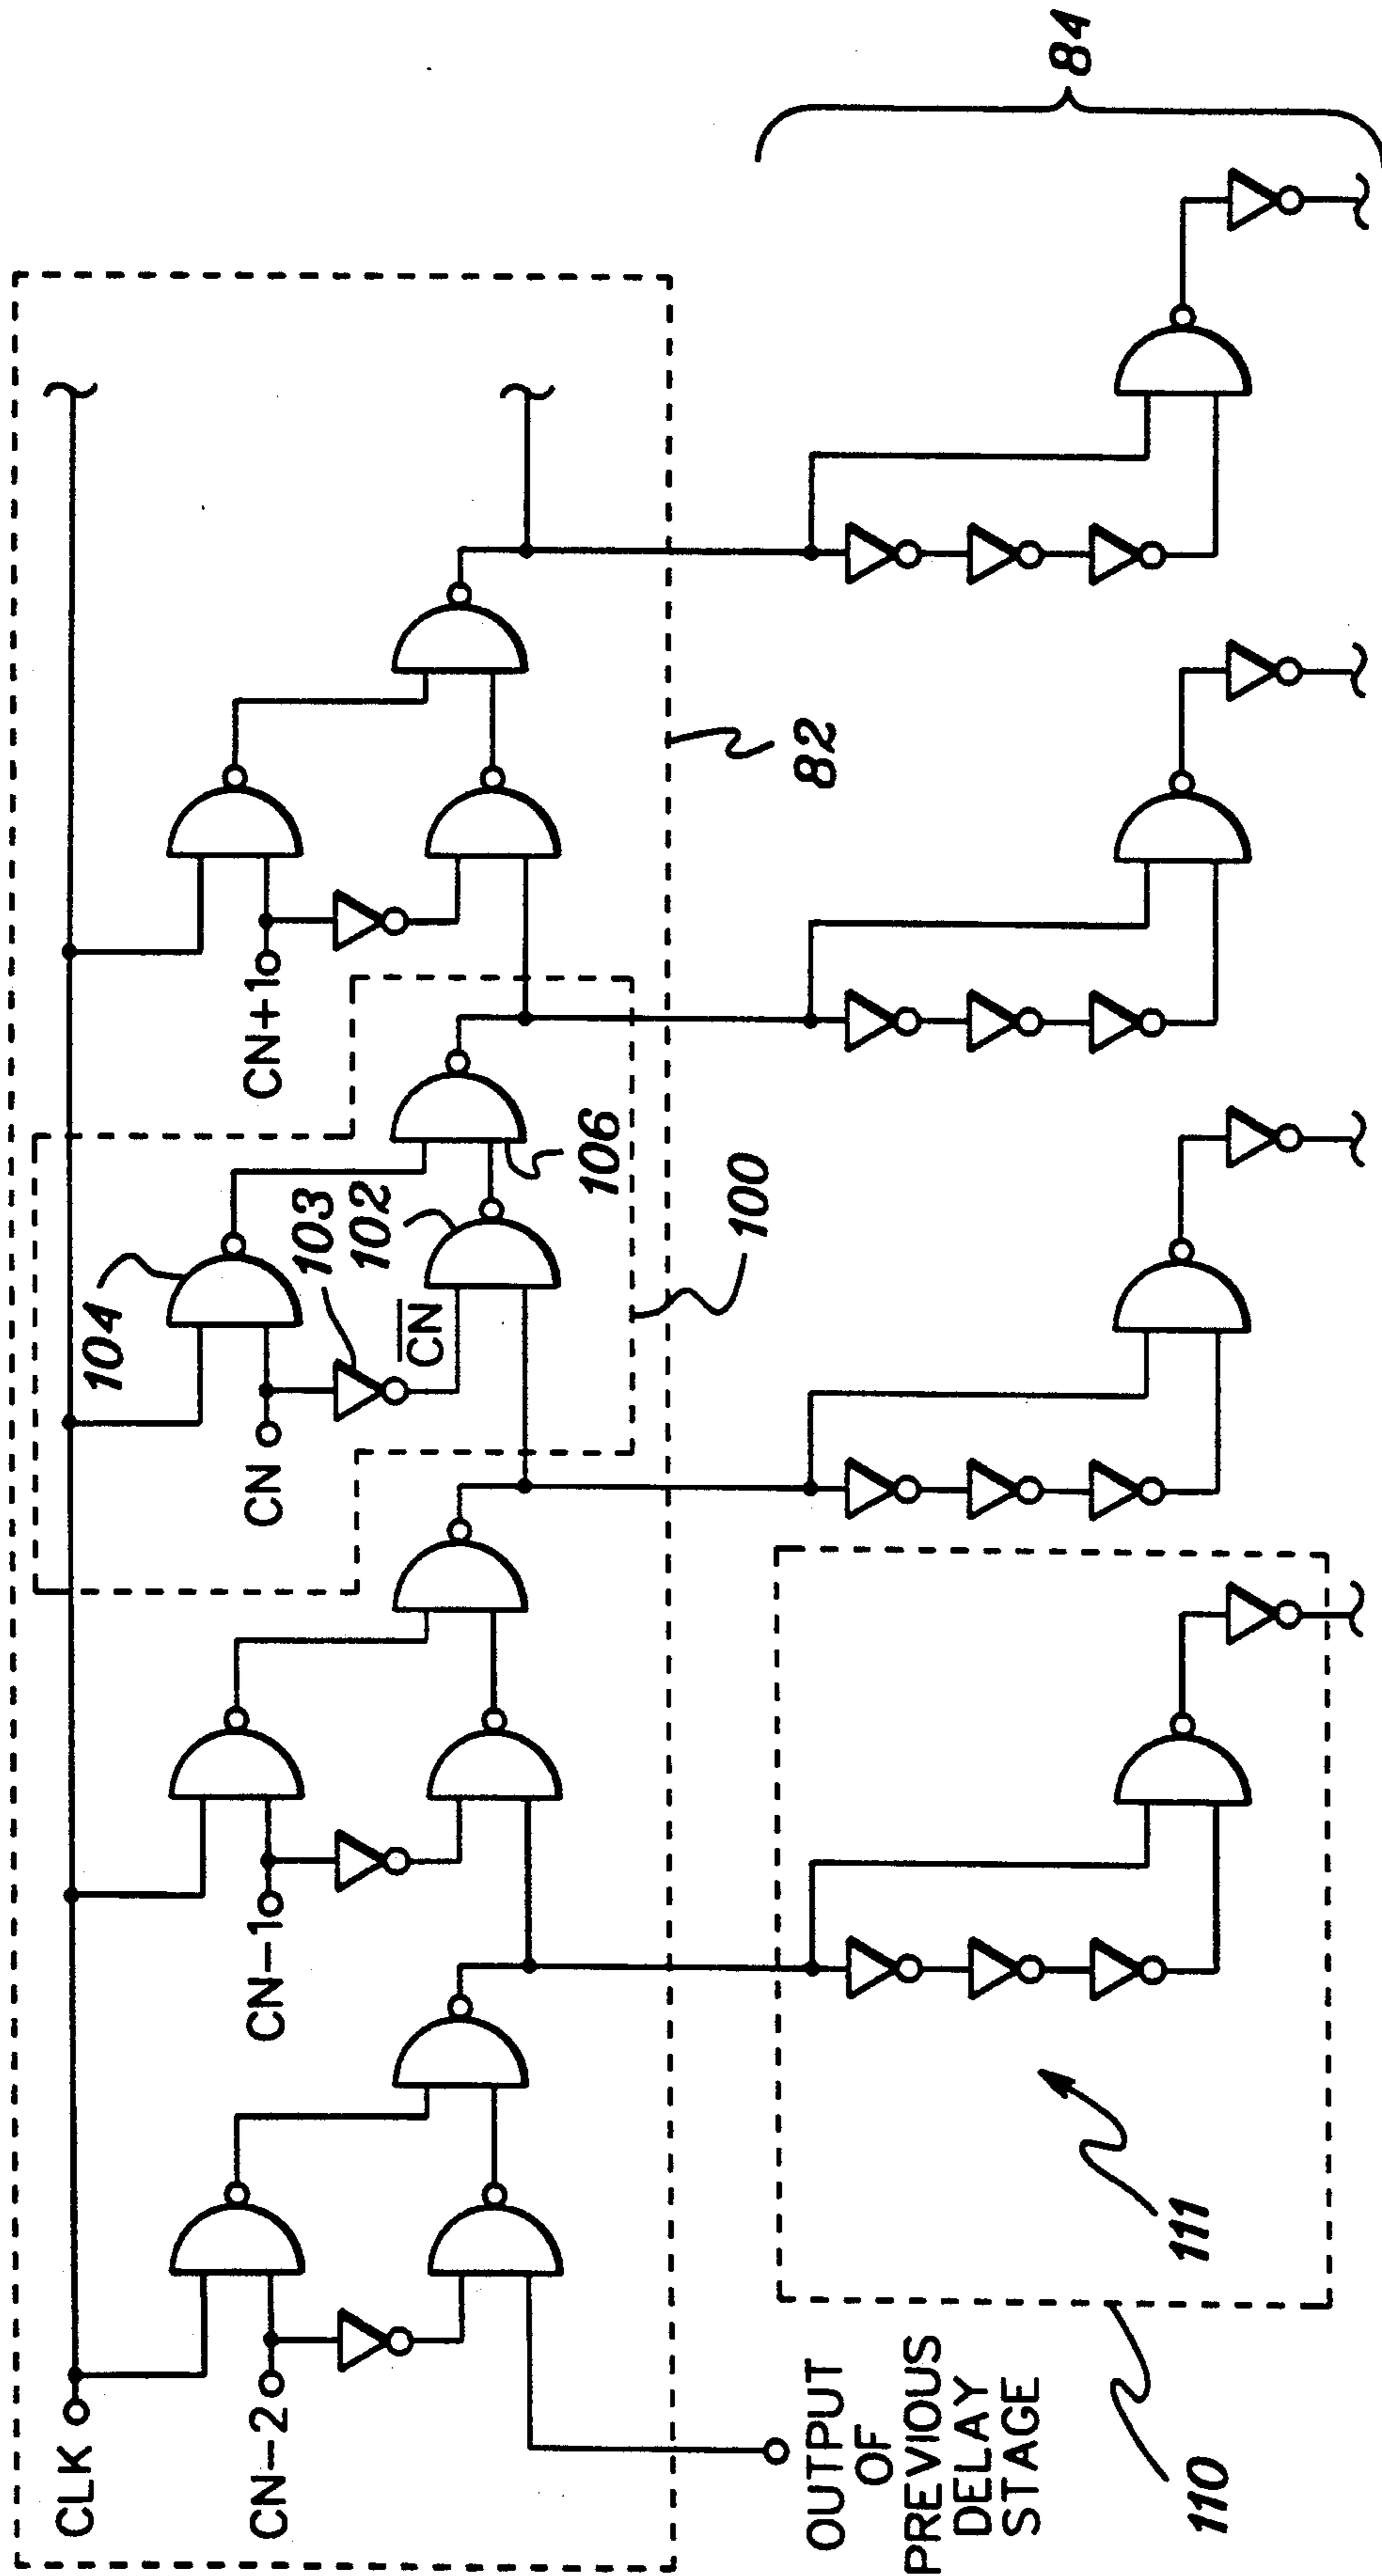 CLK
CN-2
CN-1
CN
CN+1
104
103
102
C̅N̅
106
100
82
84
OUTPUT
OF
PREVIOUS
DELAY
STAGE
110
111